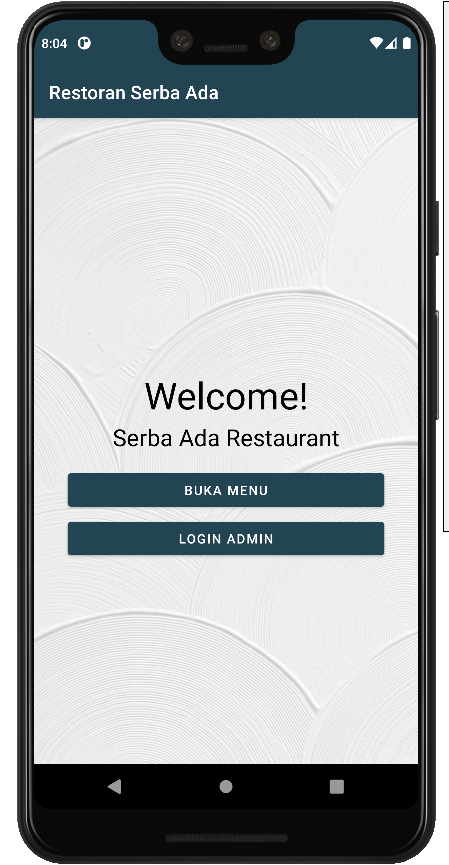 8:04
Restoran Serba Ada
Welcome!
Serba Ada Restaurant
BUKA MENU
LOGIN ADMIN